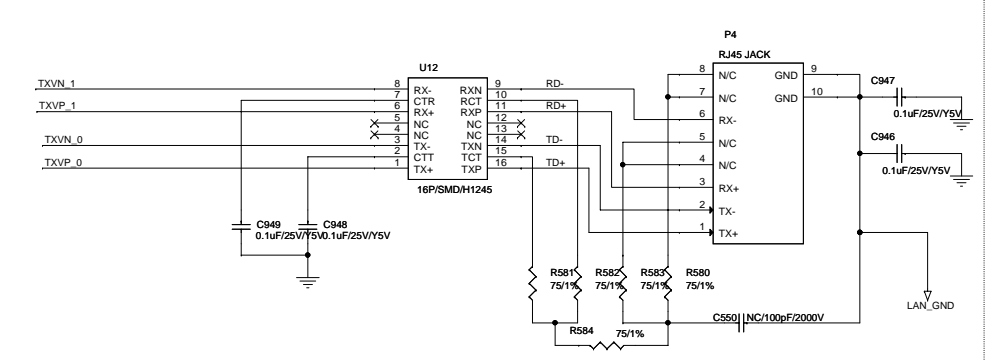 P4
RJ45 JACK
U12
TXVN_1
8
RX-
RXN
9
RD-
7
CTR
RCT
10
TXVP_1
6
RX+
RXP
11
RD+
5
NC
NC
12
4
NC
NC
13
TXVN_0
3
TX-
TXN
14
TD-
2
CTT
TCT
15
TXVP_0
1
TX+
TXP
16
TD+
16P/SMD/H1245
8
N/C
GND
9
7
N/C
GND
10
6
RX-
5
N/C
4
N/C
3
RX+
2
TX-
1
TX+
C947
0.1uF/25V/Y5V
C946
0.1uF/25V/Y5V
C949
0.1uF/25V/Y5V
C948
0.1uF/25V/Y5V
R581
75/1%
R582
75/1%
R583
75/1%
R580
75/1%
R584
75/1%
C550
NC/100pF/2000V
LAN_GND